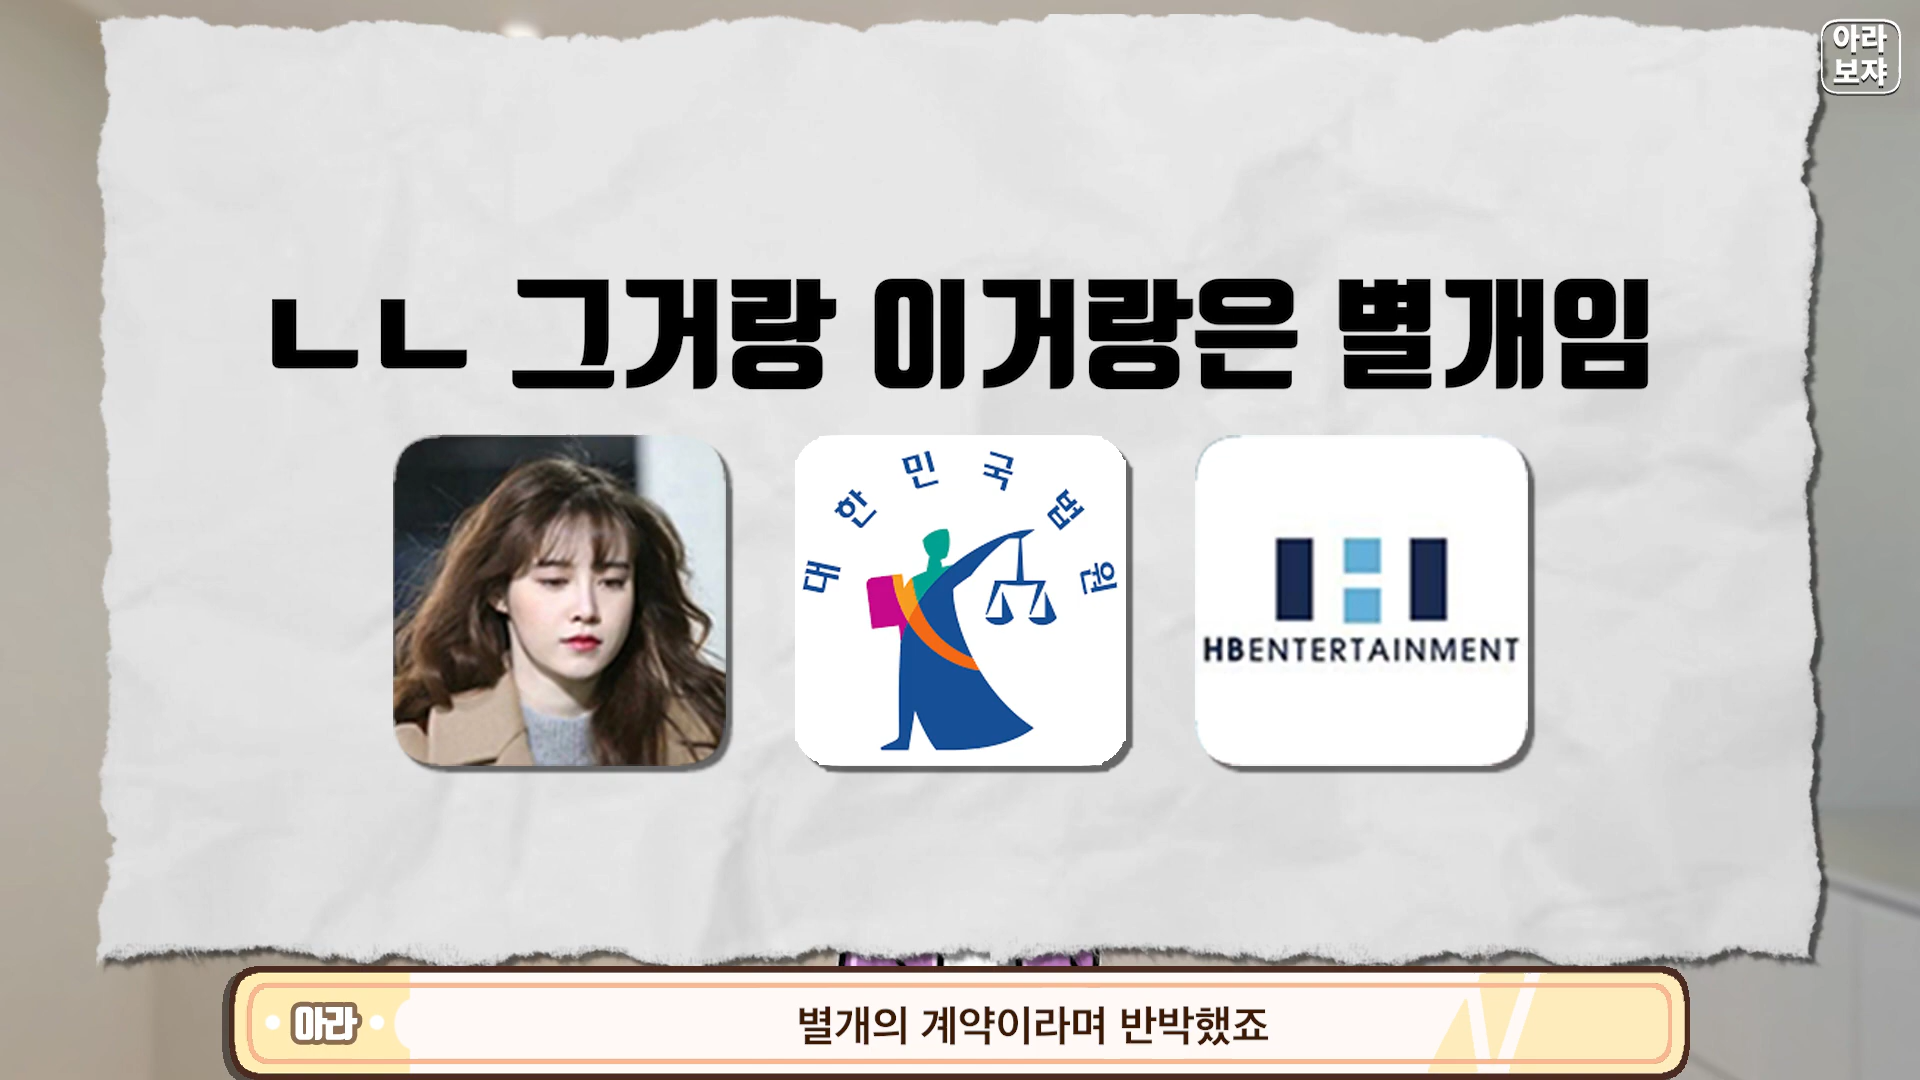 아라
보쟈
ㄴㄴ 그거랑 이거랑은 별개임
대한민국법원
HBENTERTAINMENT
아라
별개의 계약이라며 반박했죠